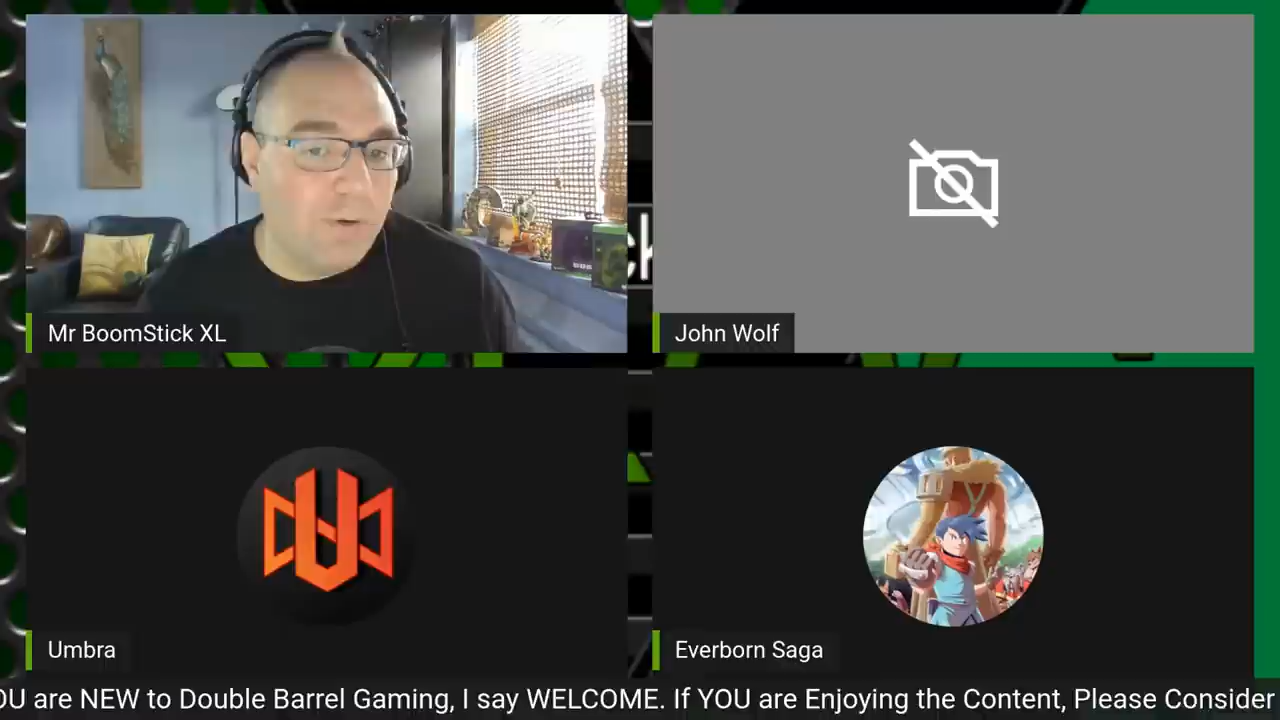 Mr BoomStick XL
John Wolf
Umbra
Everborn Saga
OU are NEW to Double Barrel Gaming, I say WELCOME. If YOU are Enjoying the Content, Please Consider